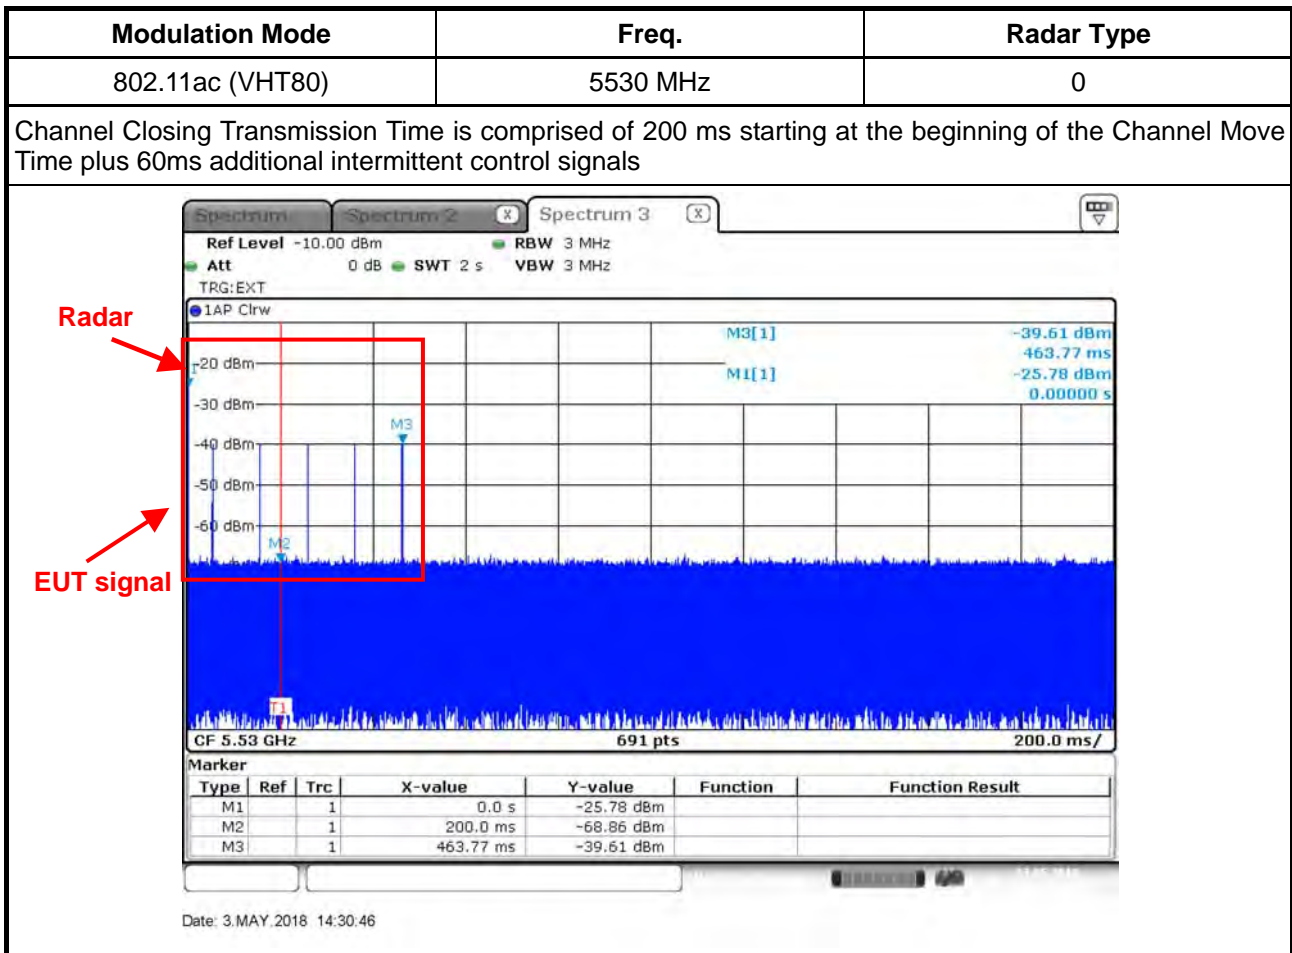 Modulation Mode Freq. Radar Type
802.11ac (VHT80) 5530 MHz 0
Channel Closing Transmission Time is comprised of 200 ms starting at the beginning of the Channel Move
Time plus 60ms additional intermittent control signals
Spectrum Spectrum 2 X Spectrum 3 X
Ref Level -10.00 dBm RBW 3 MHz
Att 0 dB SWT 2 s VBW 3 MHz
TRG:EXT
1AP Clrw
Radar
M3[1] -39.61 dBm
463.77 ms
-20 dBm
M1[1] -25.78 dBm
0.00000 s
-30 dBm
M3
-40 dBm
-50 dBm
-60 dBm
M2
EUT signal
T1
CF 5.53 GHz 691 pts 200.0 ms/
Marker
Type Ref Trc X-value Y-value Function Function Result
M1 1 0.0 s -25.78 dBm
M2 1 200.0 ms -68.86 dBm
M3 1 463.77 ms -39.61 dBm
Date: 3.MAY.2018 14:30:46